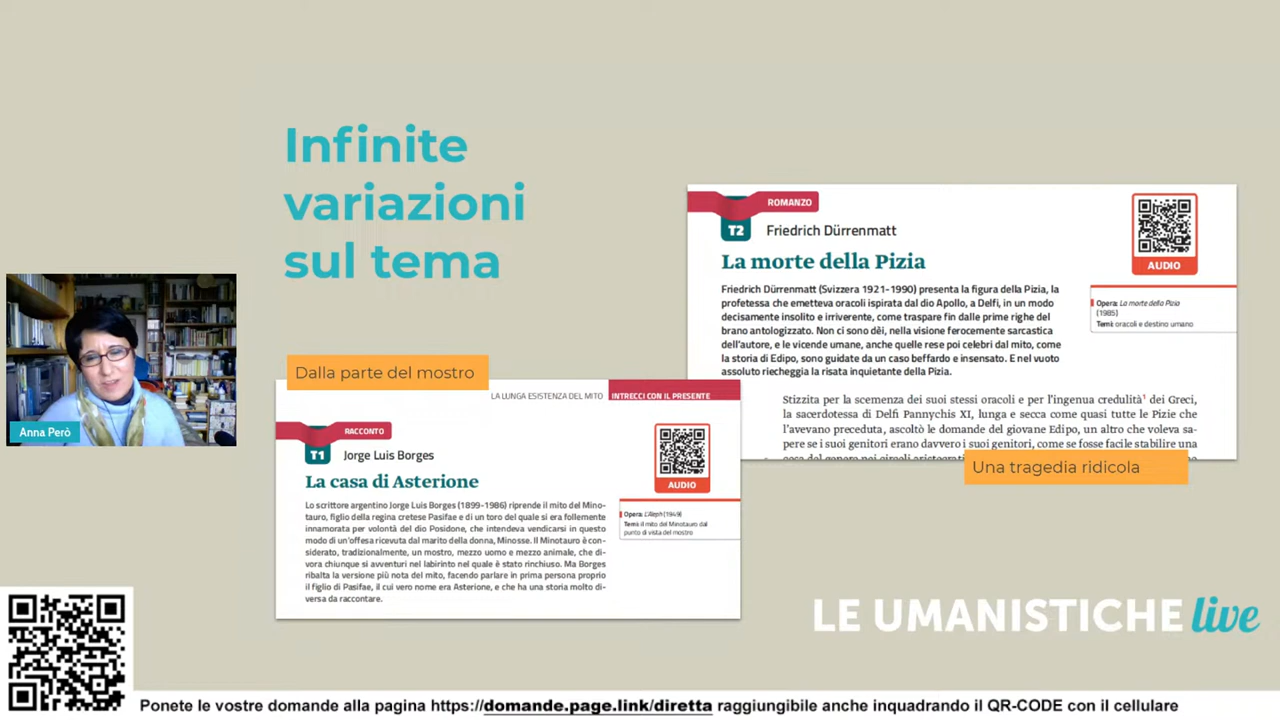 Infinite
variazioni
sul tema
Anna Però
Dalla parte del mostro
LA LUNGA ESISTENZA DEL MITO INTRECCI CON IL PRESENTE
RACCONTO
T1 Jorge Luis Borges
La casa di Asterione
Lo scrittore argentino Jorge Luis Borges (1899-1986) riprende il mito del Mino-
tauro, figlio della regina cretese Pasifae e di un toro del quale si era follemente
innamorata per volontà del dio Posidone, che intendeva vendicarsi in questo
modo di un'offesa ricevuta dal marito della donna, Minosse. Il Minotauro è con-
siderato, tradizionalmente, un mostro, mezzo uomo e mezzo animale, che di-
vora chiunque si avventuri nel labirinto nel quale è stato rinchiuso. Ma Borges
ribalta la versione più nota del mito, facendo parlare in prima persona proprio
il figlio di Pasifae, il cui vero nome era Asterione, e che ha una storia molto di-
versa da raccontare.
AUDIO
Opera: L'Aleph (1949)
Temi: il mito del Minotauro dal
punto di vista del mostro
ROMANZO
T2 Friedrich Dürrenmatt
La morte della Pizia
Friedrich Dürrenmatt (Svizzera 1921-1990) presenta la figura della Pizia, la
profetessa che emetteva oracoli ispirata dal dio Apollo, a Delfi, in un modo
decisamente insolito e irriverente, come traspare fin dalle prime righe del
brano antologizzato. Non ci sono dèi, nella visione ferocemente sarcastica
dell'autore, e le vicende umane, anche quelle rese poi celebri dal mito, come
la storia di Edipo, sono guidate da un caso beffardo e insensato. E nel vuoto
assoluto riecheggia la risata inquietante della Pizia.
AUDIO
Opera: La morte della Pizia
(1985)
Temi: oracoli e destino umano
Stizzita per la scemenza dei suoi stessi oracoli e per l'ingenua credulità¹ dei Greci,
la sacerdotessa di Delfi Pannychis XI, lunga e secca come quasi tutte le Pizie che
l'avevano preceduta, ascoltò le domande del giovane Edipo, un altro che voleva sa-
pere se i suoi genitori erano davvero i suoi genitori, come se fosse facile stabilire una
cosa del genere nei circoli aristocrati
Una tragedia ridicola
LE UMANISTICHE live
Ponete le vostre domande alla pagina https://domande.page.link/diretta raggiungibile anche inquadrando il QR-CODE con il cellulare